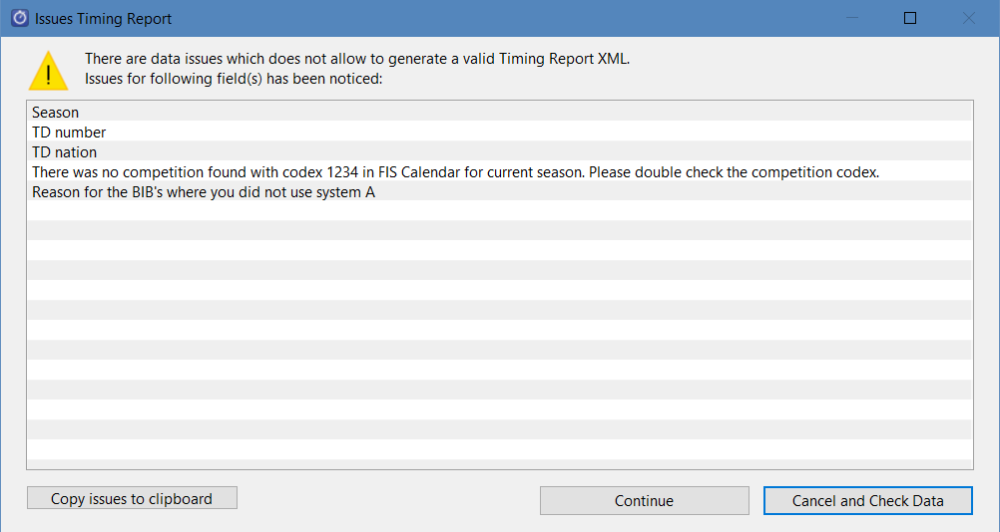 Issues Timing Report
There are data issues which does not allow to generate a valid Timing Report XML.
Issues for following field(s) has been noticed:
Season
TD number
TD nation
There was no competition found with codex 1234 in FIS Calendar for current season. Please double check the competition codex.
Reason for the BIB's where you did not use system A
Copy issues to clipboard
Continue
Cancel and Check Data